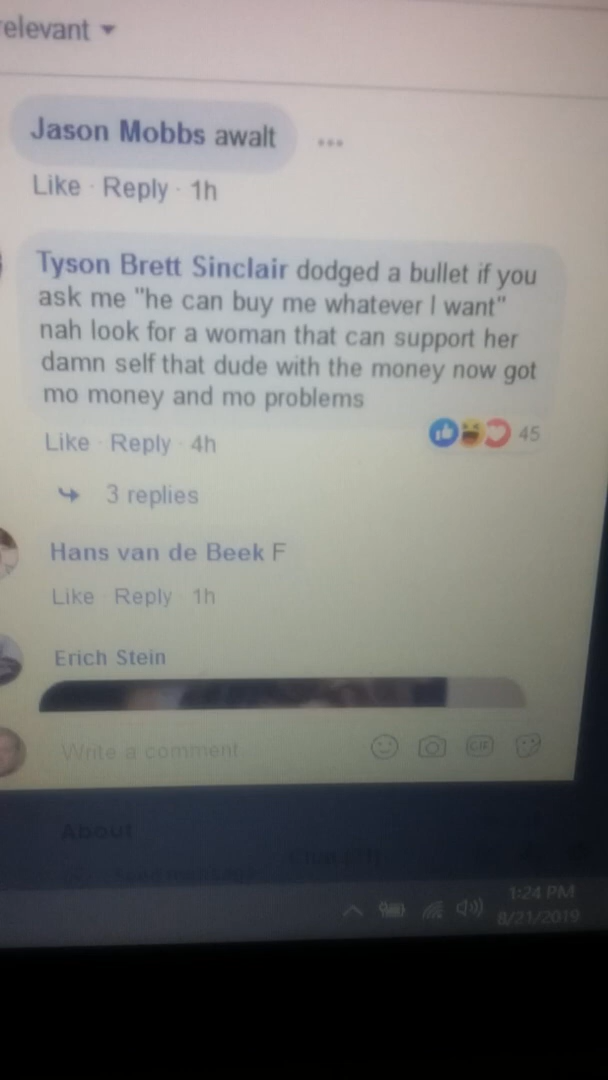 elevant
Jason Mobbs awalt
Like · Reply · 1h
Tyson Brett Sinclair dodged a bullet if you
ask me "he can buy me whatever I want"
nah look for a woman that can support her
damn self that dude with the money now got
mo money and mo problems
Like · Reply · 4h
45
3 replies
Hans van de Beek F
Like · Reply · 1h
Erich Stein
Write a comment
GIF
About
1:24 PM
8/21/2019